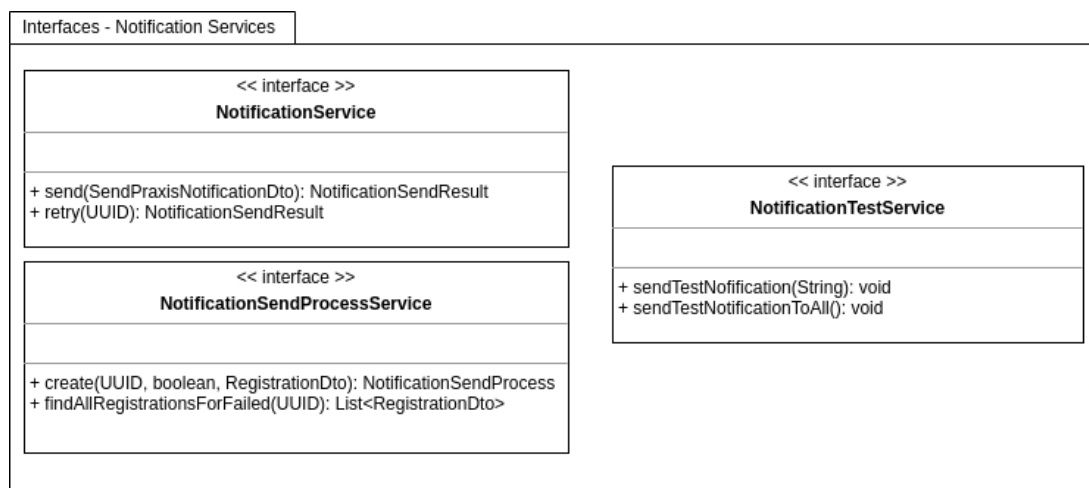 Interfaces - Notification Services
<< interface >>
NotificationService
+ send(SendPraxisNotificationDto): NotificationSendResult
+ retry(UUID): NotificationSendResult
<< interface >>
NotificationSendProcessService
+ create(UUID, boolean, RegistrationDto): NotificationSendProcess
+ findAllRegistrationsForFailed(UUID): List<RegistrationDto>
<< interface >>
NotificationTestService
+ sendTestNofification(String): void
+ sendTestNotificationToAll(): void